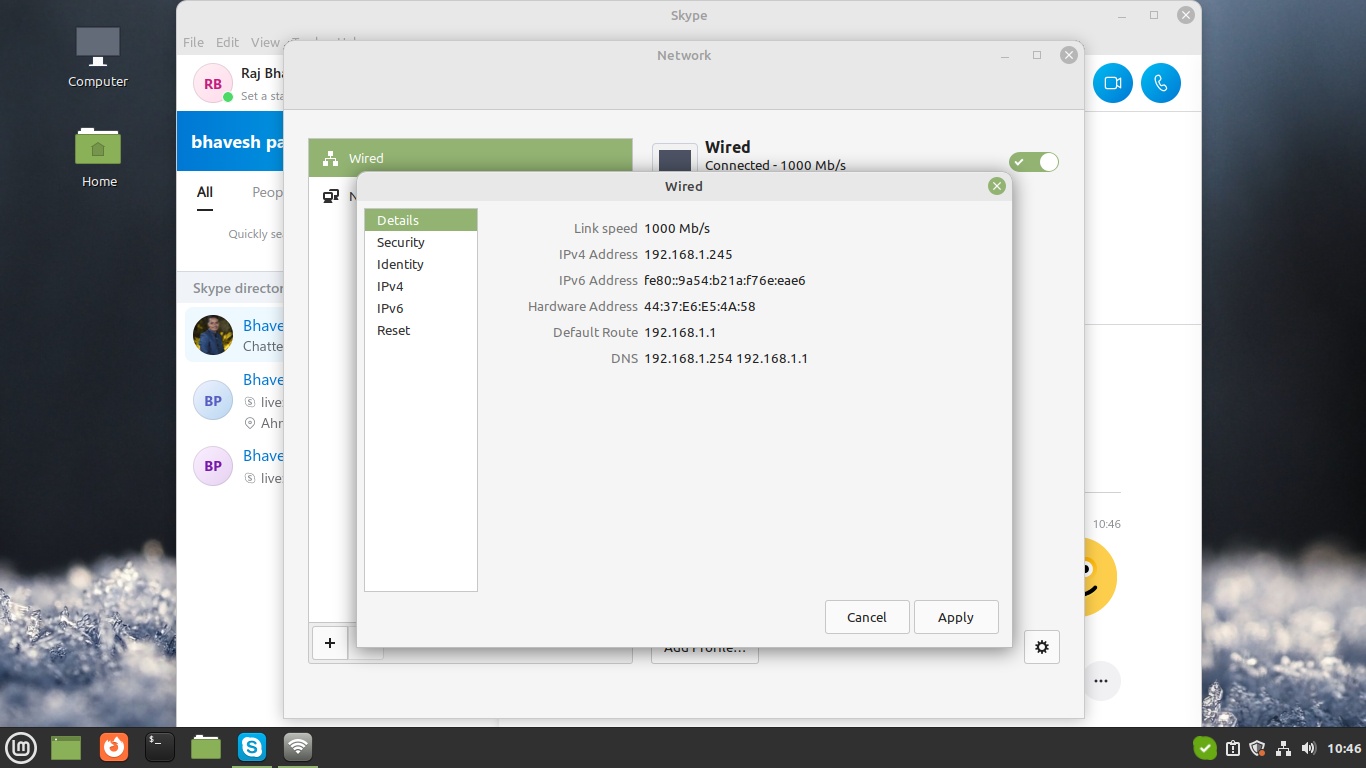 Computer
Home
Skype
File Edit View
Network
RB
Raj Bha
Set a sta
bhavesh pa
All Peop
Quickly sea
Skype director
Bhave
Chatte
BP
Bhave
live:
Ahr
BP
Bhave
live:
Wired
Wired
Connected - 1000 Mb/s
N
Wired
Details
Security
Identity
IPv4
IPv6
Reset
Link speed 1000 Mb/s
IPv4 Address 192.168.1.245
IPv6 Address fe80::9a54:b21a:f76e:eae6
Hardware Address 44:37:E6:E5:4A:58
Default Route 192.168.1.1
DNS 192.168.1.254 192.168.1.1
Cancel Apply
Add Profile...
10:46
10:46